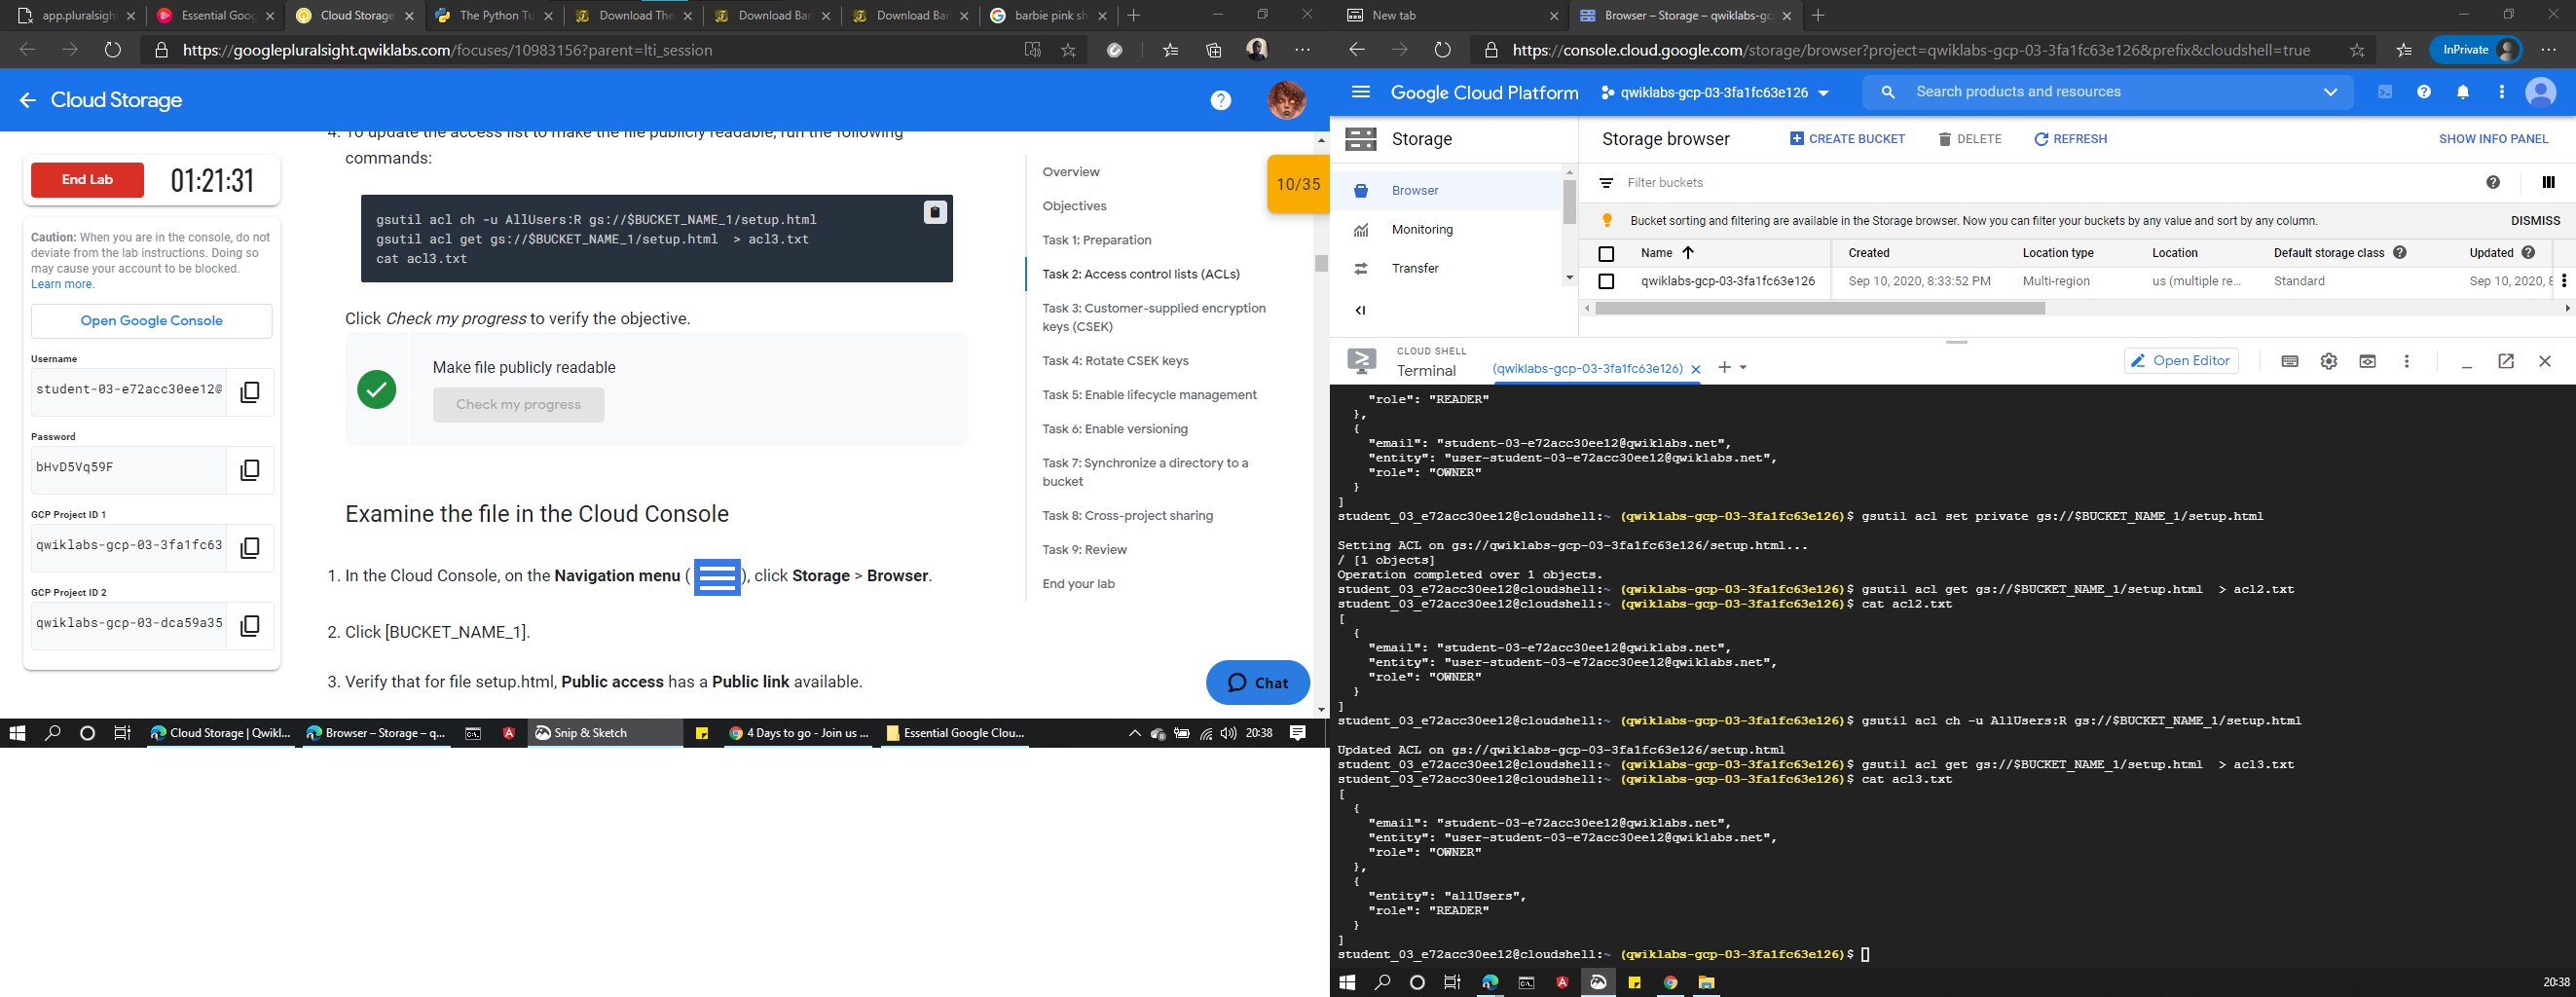 app.pluralsight
Essential Goog
Cloud Storage
The Python Tu
Download The
Download Bar
Download Bar
barbie pink sh
https://googlepluralsight.qwiklabs.com/focuses/10983156?parent=lti_session
Cloud Storage
End Lab
01:21:31
Caution: When you are in the console, do not
deviate from the lab instructions. Doing so
may cause your account to be blocked.
Learn more.
Open Google Console
Username
student-03-e72acc30ee12@
Password
bHvD5Vq59F
GCP Project ID 1
qwiklabs-gcp-03-3fa1fc63
GCP Project ID 2
qwiklabs-gcp-03-dca59a35
4. To update the access list to make the file publicly readable, run the following
commands:
gsutil acl ch -u AllUsers:R gs://$BUCKET_NAME_1/setup.html
gsutil acl get gs://$BUCKET_NAME_1/setup.html  > acl3.txt
cat acl3.txt
Click Check my progress to verify the objective.
Make file publicly readable
Check my progress
Examine the file in the Cloud Console
1. In the Cloud Console, on the Navigation menu ( ), click Storage > Browser.
2. Click [BUCKET_NAME_1].
3. Verify that for file setup.html, Public access has a Public link available.
10/35
Overview
Objectives
Task 1: Preparation
Task 2: Access control lists (ACLs)
Task 3: Customer-supplied encryption
keys (CSEK)
Task 4: Rotate CSEK keys
Task 5: Enable lifecycle management
Task 6: Enable versioning
Task 7: Synchronize a directory to a
bucket
Task 8: Cross-project sharing
Task 9: Review
End your lab
Chat
Cloud Storage | Qwikl...
Browser – Storage – q...
Snip & Sketch
4 Days to go - Join us ...
Essential Google Clou...
20:38
New tab
Browser – Storage – qwiklabs-gc
https://console.cloud.google.com/storage/browser?project=qwiklabs-gcp-03-3fa1fc63e126&prefix&cloudshell=true
InPrivate
Google Cloud Platform
qwiklabs-gcp-03-3fa1fc63e126
Search products and resources
Storage
Browser
Monitoring
Transfer
Storage browser
CREATE BUCKET
DELETE
REFRESH
SHOW INFO PANEL
Filter buckets
Bucket sorting and filtering are available in the Storage browser. Now you can filter your buckets by any value and sort by any column.
DISMISS
Name Created Location type Location Default storage class Updated
qwiklabs-gcp-03-3fa1fc63e126 Sep 10, 2020, 8:33:52 PM Multi-region us (multiple re... Standard Sep 10, 2020, 8
CLOUD SHELL
Terminal
(qwiklabs-gcp-03-3fa1fc63e126)
Open Editor
"role": "READER"
},
{
"email": "student-03-e72acc30ee12@qwiklabs.net",
"entity": "user-student-03-e72acc30ee12@qwiklabs.net",
"role": "OWNER"
}
]
student_03_e72acc30ee12@cloudshell:~ (qwiklabs-gcp-03-3fa1fc63e126)$ gsutil acl set private gs://$BUCKET_NAME_1/setup.html
Setting ACL on gs://qwiklabs-gcp-03-3fa1fc63e126/setup.html...
/ [1 objects]
Operation completed over 1 objects.
student_03_e72acc30ee12@cloudshell:~ (qwiklabs-gcp-03-3fa1fc63e126)$ gsutil acl get gs://$BUCKET_NAME_1/setup.html  > acl2.txt
student_03_e72acc30ee12@cloudshell:~ (qwiklabs-gcp-03-3fa1fc63e126)$ cat acl2.txt
[
{
"email": "student-03-e72acc30ee12@qwiklabs.net",
"entity": "user-student-03-e72acc30ee12@qwiklabs.net",
"role": "OWNER"
}
]
student_03_e72acc30ee12@cloudshell:~ (qwiklabs-gcp-03-3fa1fc63e126)$ gsutil acl ch -u AllUsers:R gs://$BUCKET_NAME_1/setup.html
Updated ACL on gs://qwiklabs-gcp-03-3fa1fc63e126/setup.html
student_03_e72acc30ee12@cloudshell:~ (qwiklabs-gcp-03-3fa1fc63e126)$ gsutil acl get gs://$BUCKET_NAME_1/setup.html  > acl3.txt
student_03_e72acc30ee12@cloudshell:~ (qwiklabs-gcp-03-3fa1fc63e126)$ cat acl3.txt
[
{
"email": "student-03-e72acc30ee12@qwiklabs.net",
"entity": "user-student-03-e72acc30ee12@qwiklabs.net",
"role": "OWNER"
},
{
"entity": "allUsers",
"role": "READER"
}
]
student_03_e72acc30ee12@cloudshell:~ (qwiklabs-gcp-03-3fa1fc63e126)$
20:38